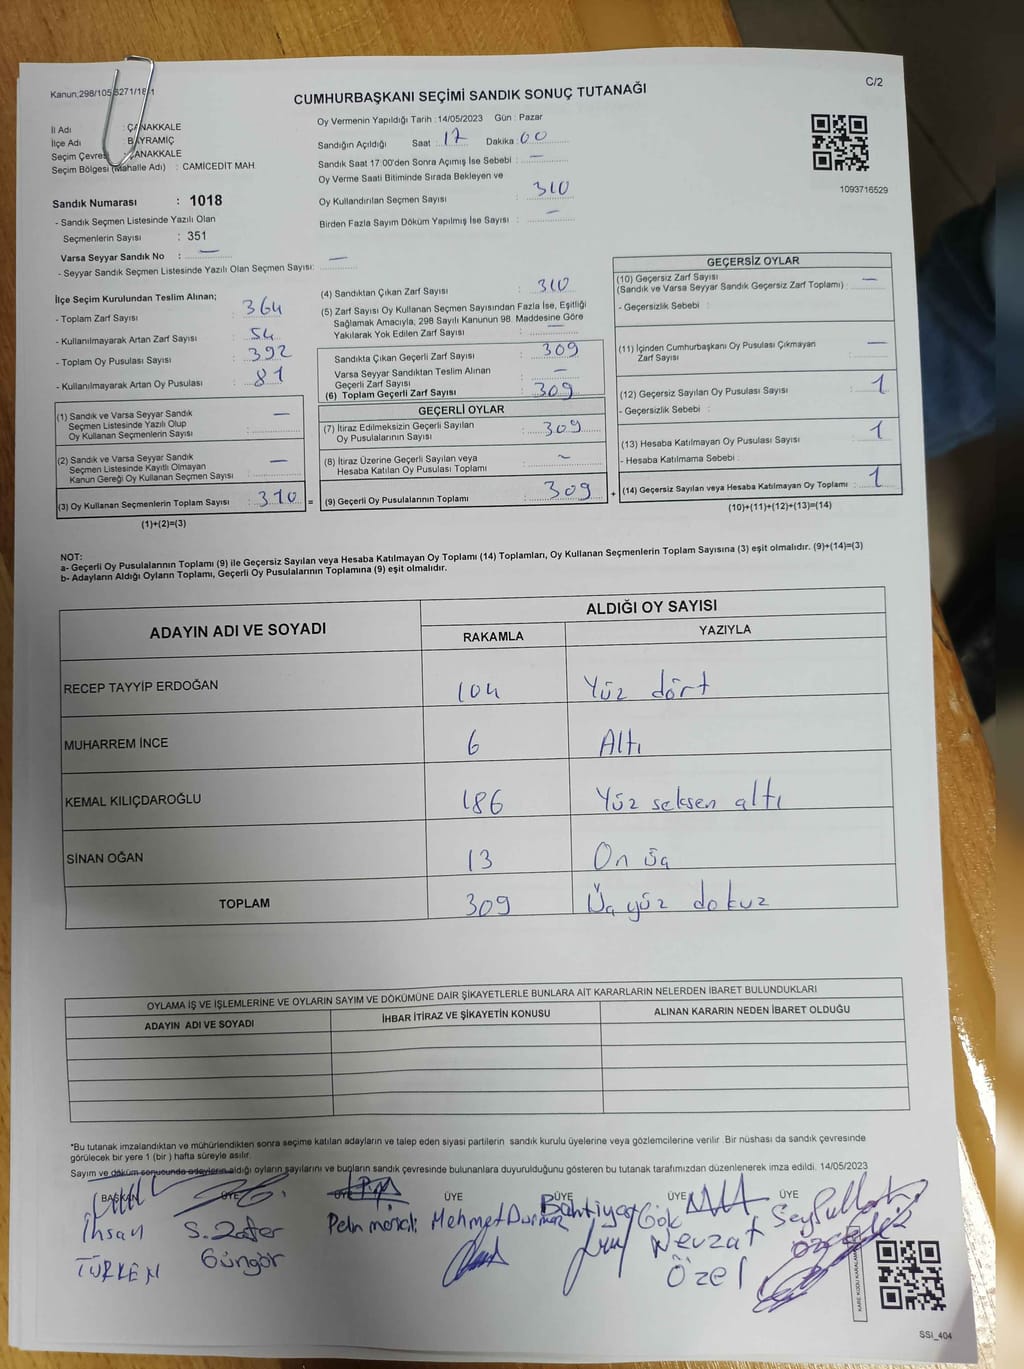 Kanun,298/105,6271/18-1
C/2
CUMHURBAŞKANI SEÇİMİ SANDIK SONUÇ TUTANAĞI
İl Adı : ÇANAKKALE
İlçe Adı : BAYRAMİÇ
Seçim Çevresi : ÇANAKKALE
Seçim Bölgesi (Mahalle Adı) : CAMİCEDİT MAH.
Sandık Numarası : 1018
- Sandık Seçmen Listesinde Yazılı Olan
Seçmenlerin Sayısı : 351
Varsa Seyyar Sandık No : —
- Seyyar Sandık Seçmen Listesinde Yazılı Olan Seçmen Sayısı: —
Oy Vermenin Yapıldığı Tarih : 14/05/2023 Gün : Pazar
Sandığın Açıldığı Saat : 17 Dakika : 00
Sandık Saat 17:00'den Sonra Açımış İse Sebebi : —
Oy Verme Saati Bitiminde Sırada Bekleyen ve
Oy Kullandırılan Seçmen Sayısı : 310
Birden Fazla Sayım Döküm Yapılmış İse Sayısı : —
1093716529
İlçe Seçim Kurulundan Teslim Alınan;
- Toplam Zarf Sayısı : 364
- Kullanılmayarak Artan Zarf Sayısı : 54
- Toplam Oy Pusulası Sayısı : 392
- Kullanılmayarak Artan Oy Pusulası : 81
(1) Sandık ve Varsa Seyyar Sandık
Seçmen Listesinde Yazılı Olup
Oy Kullanan Seçmenlerin Sayısı : —
(2) Sandık ve Varsa Seyyar Sandık
Seçmen Listesinde Kayıtlı Olmayan
Kanun Gereği Oy Kullanan Seçmen Sayısı : —
(3) Oy Kullanan Seçmenlerin Toplam Sayısı : 310 =
(1)+(2)=(3)
(4) Sandıktan Çıkan Zarf Sayısı : 310
(5) Zarf Sayısı Oy Kullanan Seçmen Sayısından Fazla İse, Eşitliği
Sağlamak Amacıyla, 298 Sayılı Kanunun 98. Maddesine Göre
Yakılarak Yok Edilen Zarf Sayısı : —
Sandıkta Çıkan Geçerli Zarf Sayısı : 309
Varsa Seyyar Sandıktan Teslim Alınan
Geçerli Zarf Sayısı : —
(6) Toplam Geçerli Zarf Sayısı : 309
GEÇERLİ OYLAR
(7) İtiraz Edilmeksizin Geçerli Sayılan
Oy Pusulalarının Sayısı : 309
(8) İtiraz Üzerine Geçerli Sayılan veya
Hesaba Katılan Oy Pusulası Toplamı : —
(9) Geçerli Oy Pusulalarının Toplamı : 309 +
GEÇERSİZ OYLAR
(10) Geçersiz Zarf Sayısı
(Sandık ve Varsa Seyyar Sandık Geçersiz Zarf Toplamı) : —
- Geçersizlik Sebebi :
(11) İçinden Cumhurbaşkanı Oy Pusulası Çıkmayan
Zarf Sayısı : —
(12) Geçersiz Sayılan Oy Pusulası Sayısı : 1
- Geçersizlik Sebebi :
(13) Hesaba Katılmayan Oy Pusulası Sayısı : 1
- Hesaba Katılmama Sebebi :
(14) Geçersiz Sayılan veya Hesaba Katılmayan Oy Toplamı : 1
(10)+(11)+(12)+(13)=(14)
NOT:
a- Geçerli Oy Pusulalarının Toplamı (9) ile Geçersiz Sayılan veya Hesaba Katılmayan Oy Toplamı (14) Toplamları, Oy Kullanan Seçmenlerin Toplam Sayısına (3) eşit olmalıdır. (9)+(14)=(3)
b- Adayların Aldığı Oyların Toplamı, Geçerli Oy Pusulalarının Toplamına (9) eşit olmalıdır.
ADAYIN ADI VE SOYADI
ALDIĞI OY SAYISI
RAKAMLA YAZIYLA
RECEP TAYYİP ERDOĞAN 104 Yüz dört
MUHARREM İNCE 6 Altı
KEMAL KILIÇDAROĞLU 186 Yüz seksen altı
SİNAN OĞAN 13 On üç
TOPLAM 309 Üç yüz dokuz
OYLAMA İŞ VE İŞLEMLERİNE VE OYLARIN SAYIM VE DÖKÜMÜNE DAİR ŞİKAYETLERLE BUNLARA AİT KARARLARIN NELERDEN İBARET BULUNDUKLARI
ADAYIN ADI VE SOYADI İHBAR İTİRAZ VE ŞİKAYETİN KONUSU ALINAN KARARIN NEDEN İBARET OLDUĞU
*Bu tutanak imzalandıktan ve mühürlendikten sonra seçime katılan adayların ve talep eden siyasi partilerin sandık kurulu üyelerine veya gözlemcilerine verilir. Bir nüshası da sandık çevresinde
görülecek bir yere 1 (bir) hafta süreyle asılır.
Sayım ve döküm sonucunda adayların aldığı oyların sayılarını ve bunların sandık çevresinde bulunanlara duyurulduğunu gösteren bu tutanak tarafımızdan düzenlenerek imza edildi. 14/05/2023
BAŞKAN ÜYE ÜYE ÜYE ÜYE ÜYE ÜYE
İhsan TÜRKEN
S. Zafer Güngör
Pelin
Mehmet Durmaz
Bahtiyar Gök
Nevzat Özel
Seyfullah
SSİ_404